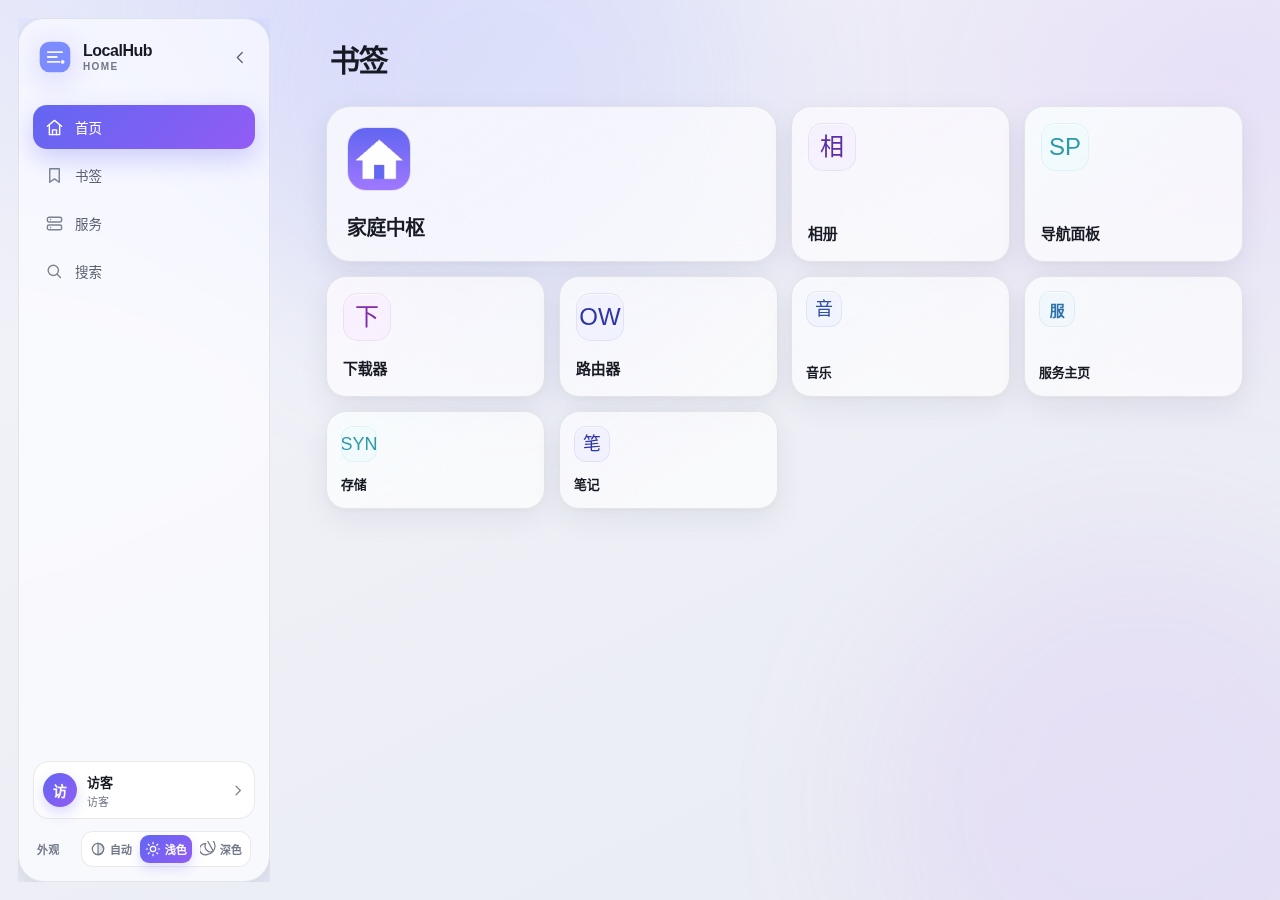 LocalHub
HOME
首页
书签
服务
搜索
访
访客
访客
外观
自动
浅色
深色
书签
家庭中枢
相
相册
SP
导航面板
下
下载器
OW
路由器
音
音乐
服
服务主页
SYN
存储
笔
笔记